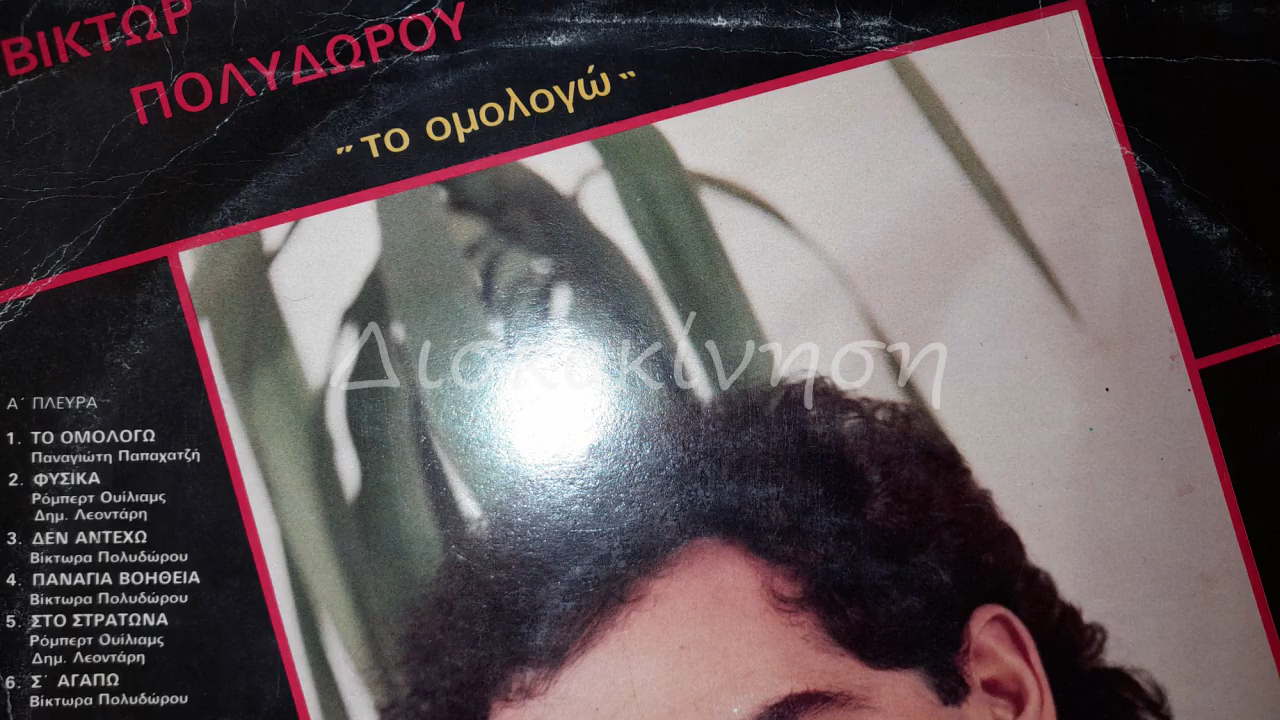 ΒΙΚΤΩΡ
ΠΟΛΥΔΩΡΟΥ
„το ομολογώ‟
Δισκοκίνηση
Α΄ ΠΛΕΥΡΑ
1. ΤΟ ΟΜΟΛΟΓΩ
Παναγιώτη Παπαχατζή
2. ΦΥΣΙΚΑ
Ρόμπερτ Ουίλιαμς
Δημ. Λεοντάρη
3. ΔΕΝ ΑΝΤΕΧΩ
Βίκτωρα Πολυδώρου
4. ΠΑΝΑΓΙΑ ΒΟΗΘΕΙΑ
Βίκτωρα Πολυδώρου
5. ΣΤΟ ΣΤΡΑΤΩΝΑ
Ρόμπερτ Ουίλιαμς
Δημ. Λεοντάρη
6. Σ΄ ΑΓΑΠΩ
Βίκτωρα Πολυδώρου